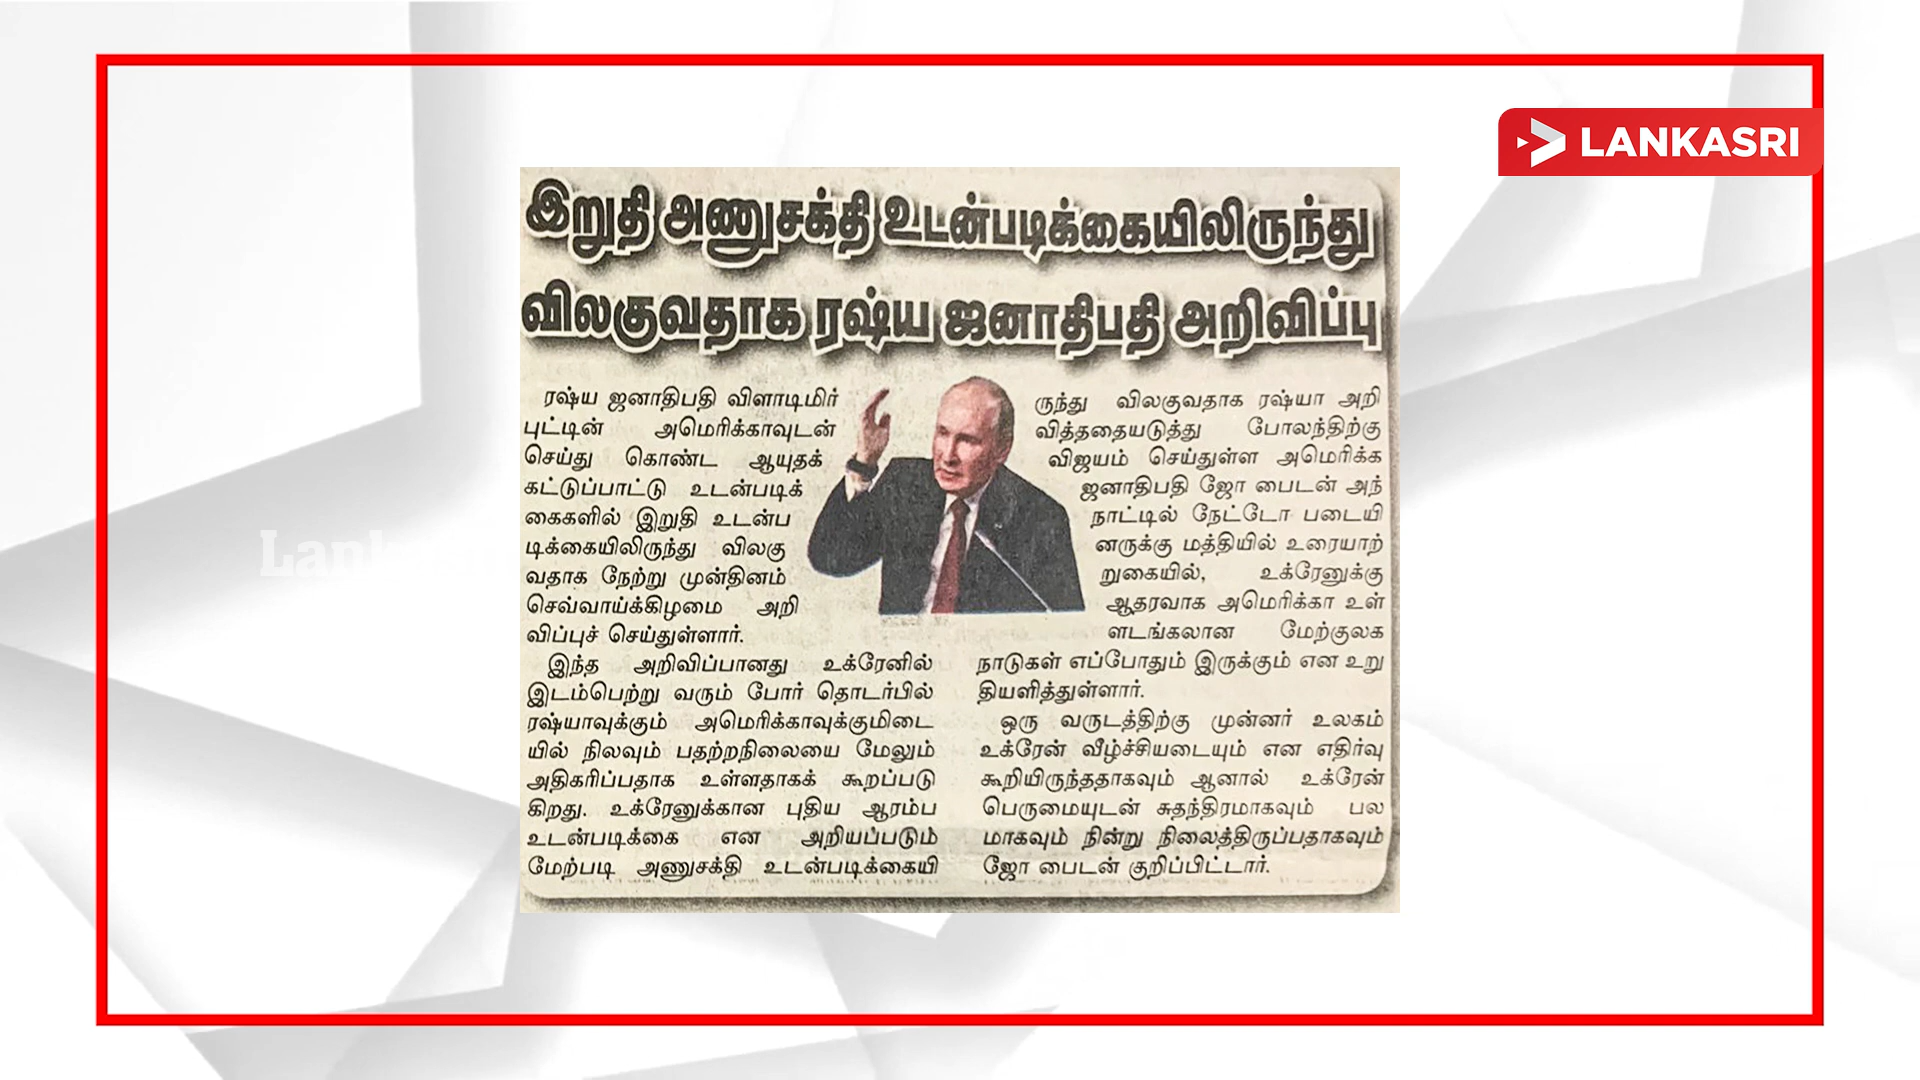 LANKASRI
இறுதி அணுசக்தி உடன்படிக்கையிலிருந்து
விலகுவதாக ரஷ்ய ஜனாதிபதி அறிவிப்பு
ரஷ்ய ஜனாதிபதி விளாடிமிர்
புட்டின் அமெரிக்காவுடன்
செய்து கொண்ட ஆயுதக்
கட்டுப்பாட்டு உடன்படிக்
கைகளில் இறுதி உடன்ப
டிக்கையிலிருந்து விலகு
வதாக நேற்று முன்தினம்
செவ்வாய்க்கிழமை அறி
விப்புச் செய்துள்ளார்.
இந்த அறிவிப்பானது உக்ரேனில்
இடம்பெற்று வரும் போர் தொடர்பில்
ரஷ்யாவுக்கும் அமெரிக்காவுக்குமிடை
யில் நிலவும் பதற்றநிலையை மேலும்
அதிகரிப்பதாக உள்ளதாகக் கூறப்படு
கிறது. உக்ரேனுக்கான புதிய ஆரம்ப
உடன்படிக்கை என அறியப்படும்
மேற்படி அணுசக்தி உடன்படிக்கையி
ருந்து விலகுவதாக ரஷ்யா அறி
வித்ததையடுத்து போலந்திற்கு
விஜயம் செய்துள்ள அமெரிக்க
ஜனாதிபதி ஜோ பைடன் அந்
நாட்டில் நேட்டோ படையி
னருக்கு மத்தியில் உரையாற்
றுகையில், உக்ரேனுக்கு
ஆதரவாக அமெரிக்கா உள்
ளடங்கலான மேற்குலக
நாடுகள் எப்போதும் இருக்கும் என உறு
தியளித்துள்ளார்.
ஒரு வருடத்திற்கு முன்னர் உலகம்
உக்ரேன் வீழ்ச்சியடையும் என எதிர்வு
கூறியிருந்ததாகவும் ஆனால் உக்ரேன்
பெருமையுடன் சுதந்திரமாகவும் பல
மாகவும் நின்று நிலைத்திருப்பதாகவும்
ஜோ பைடன் குறிப்பிட்டார்.